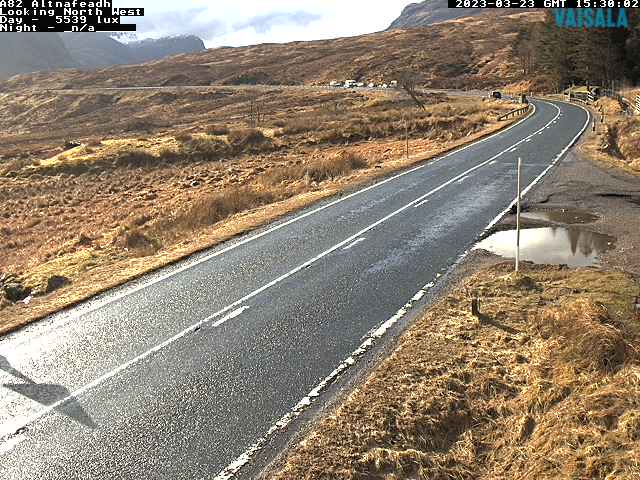 A82 Altnafeadh
Looking North West
Day - 5539 lux
Night - n/a
2023-03-23 GMT 15:30:02
VAISALA